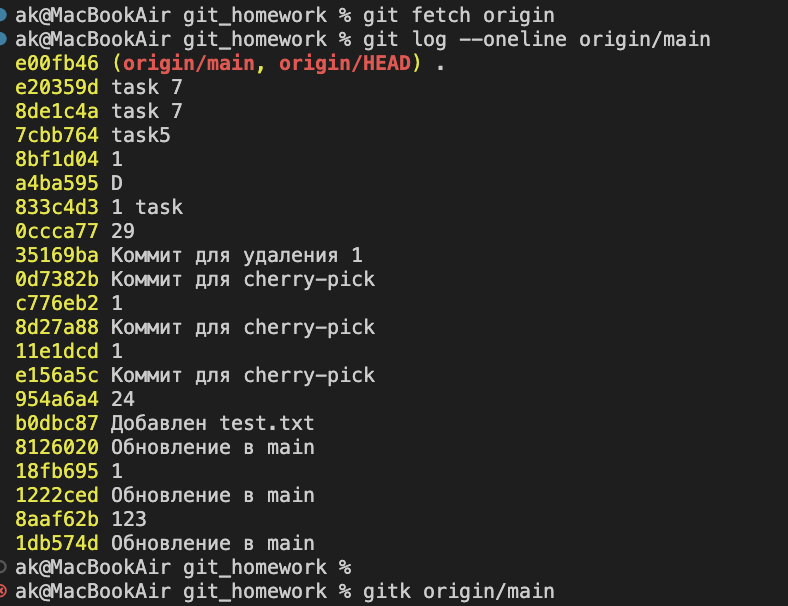 ak@MacBookAir git_homework % git fetch origin
ak@MacBookAir git_homework % git log --oneline origin/main
e00fb46 (origin/main, origin/HEAD) .
e20359d task 7
8de1c4a task 7
7cbb764 task5
8bf1d04 1
a4ba595 D
833c4d3 1 task
0ccca77 29
35169ba Коммит для удаления 1
0d7382b Коммит для cherry-pick
c776eb2 1
8d27a88 Коммит для cherry-pick
11e1dcd 1
e156a5c Коммит для cherry-pick
954a6a4 24
b0dbc87 Добавлен test.txt
8126020 Обновление в main
18fb695 1
1222ced Обновление в main
8aaf62b 123
1db574d Обновление в main
ak@MacBookAir git_homework %
ak@MacBookAir git_homework % gitk origin/main